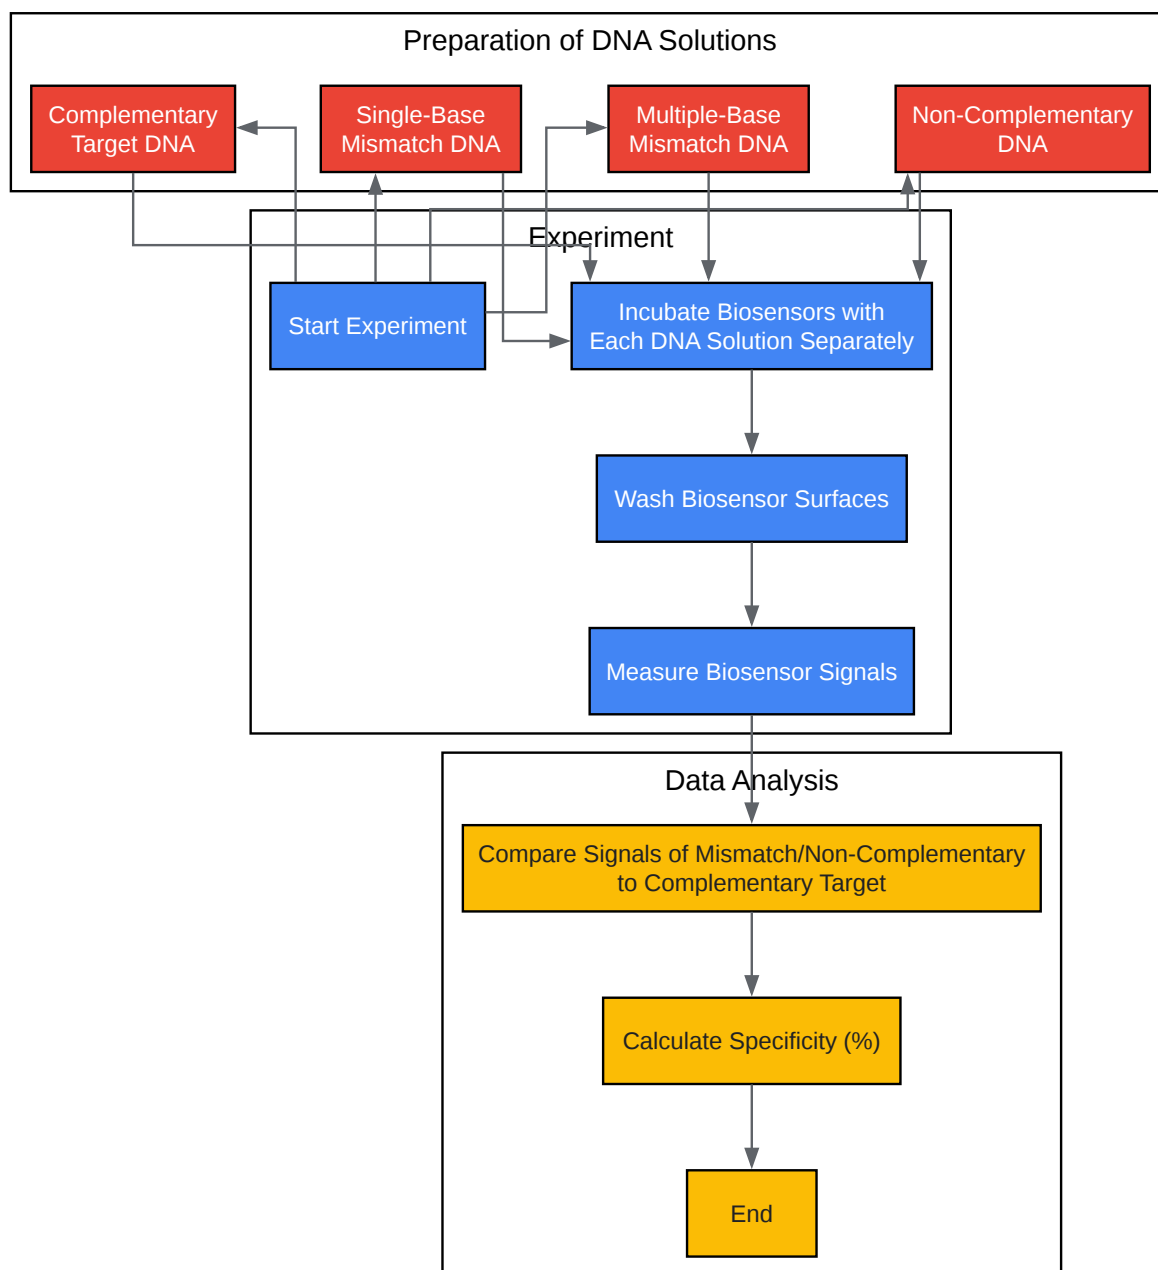 Preparation of DNA Solutions
Complementary
Target DNA
Single-Base
Mismatch DNA
Multiple-Base
Mismatch DNA
Non-Complementary
DNA
Experiment
Start Experiment
Incubate Biosensors with
Each DNA Solution Separately
Wash Biosensor Surfaces
Measure Biosensor Signals
Data Analysis
Compare Signals of Mismatch/Non-Complementary
to Complementary Target
Calculate Specificity (%)
End